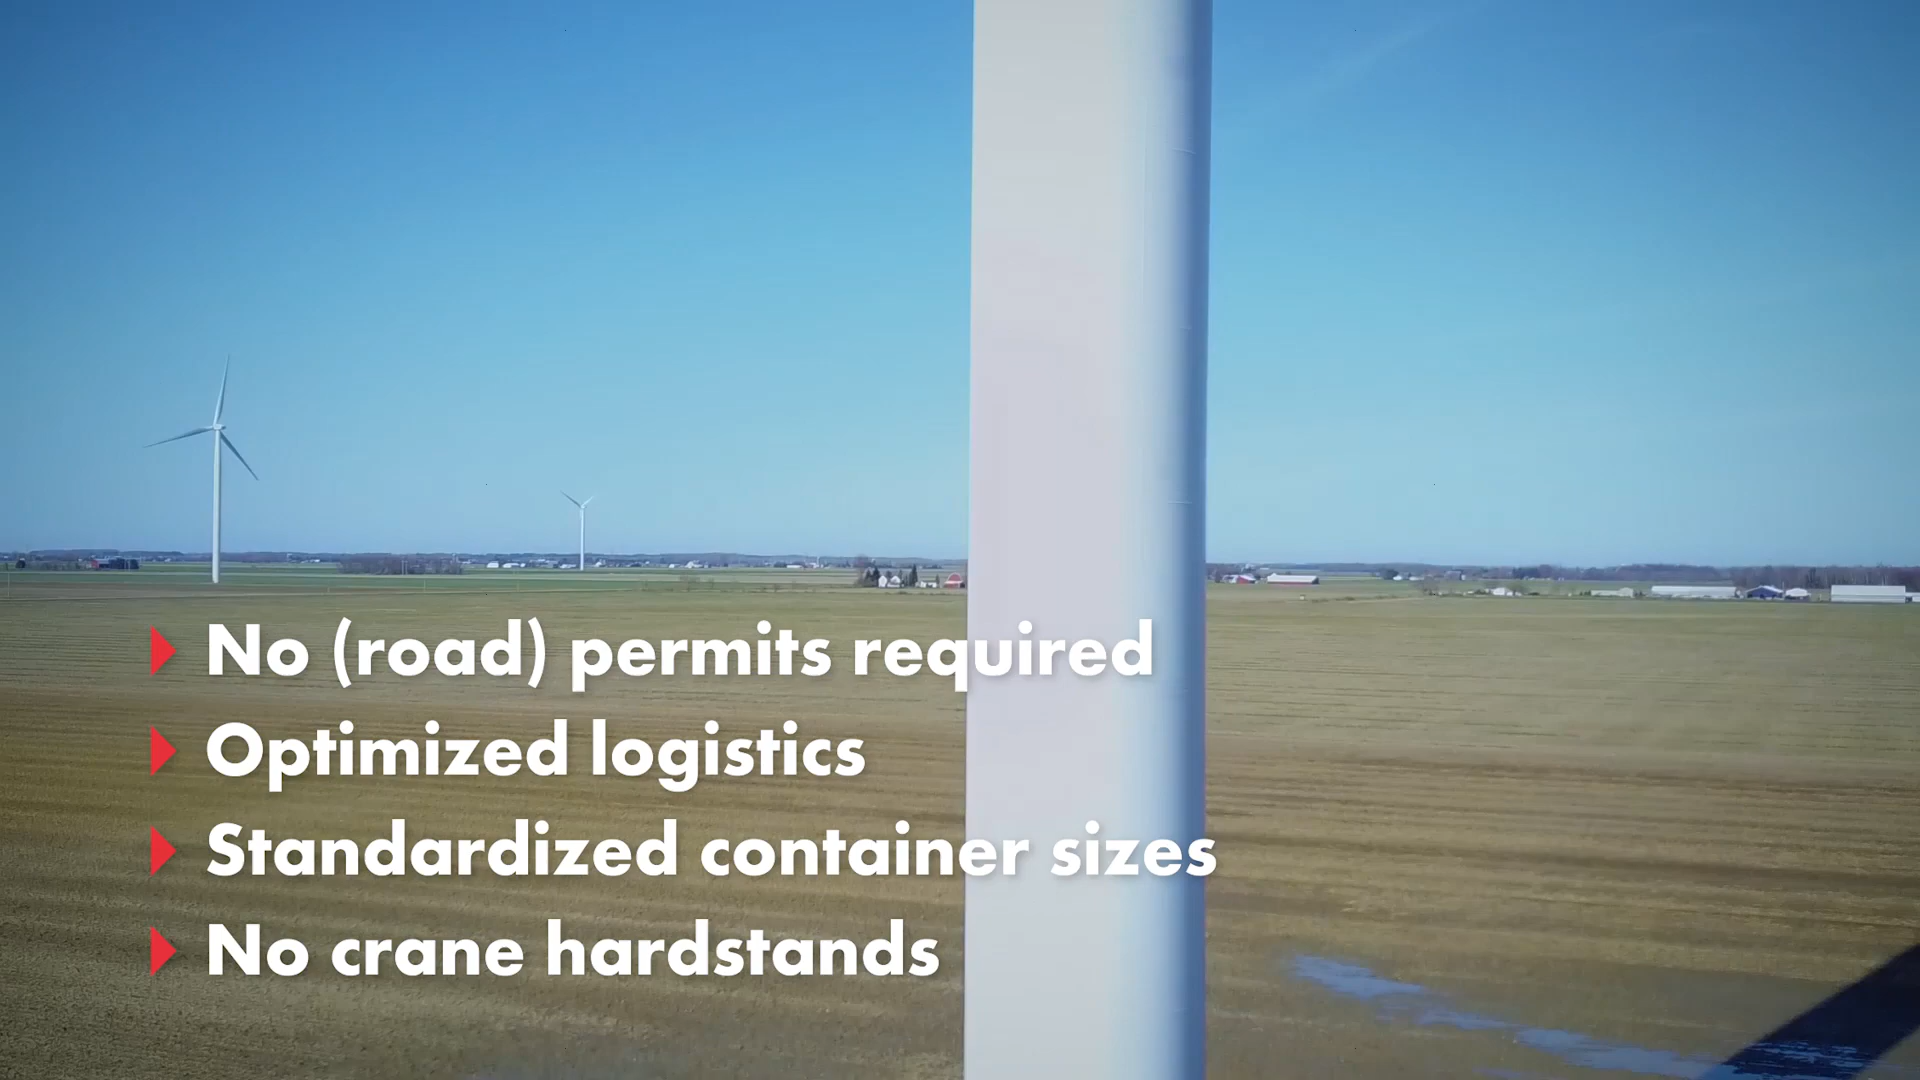 No (road) permits required
Optimized logistics
Standardized container sizes
No crane hardstands